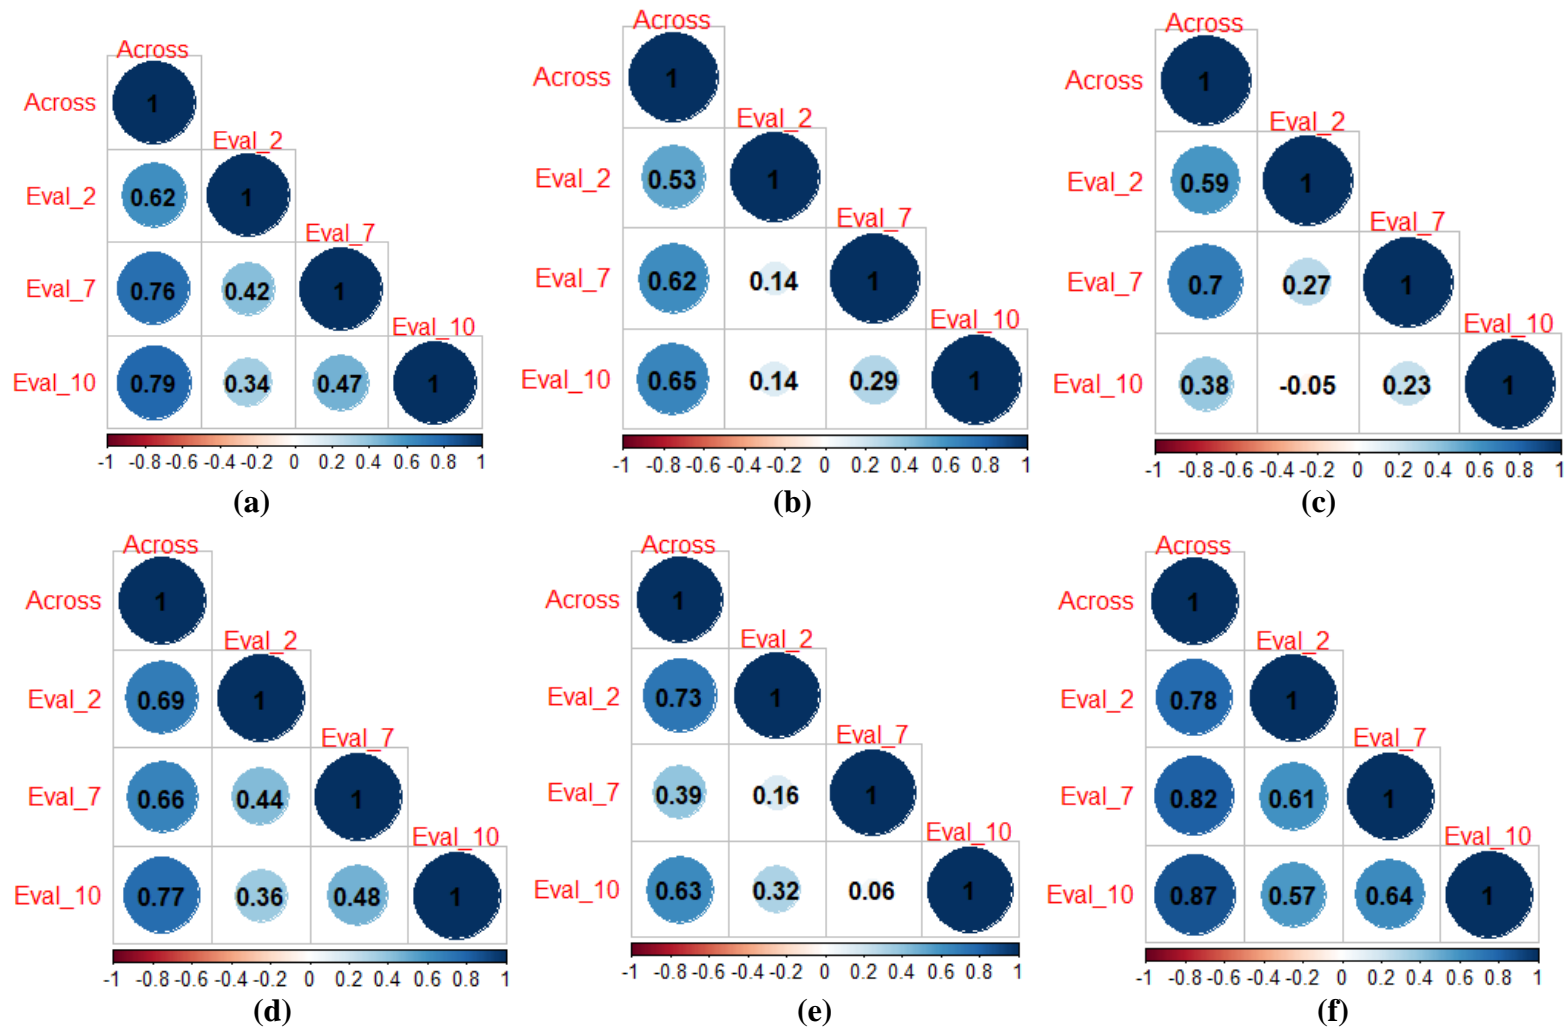 Across
Across 1
Eval_2
Eval_2 0.62 1
Eval_7
Eval_7 0.76 0.42 1
Eval_10
Eval_10 0.79 0.34 0.47 1
-1 -0.8 -0.6 -0.4 -0.2 0 0.2 0.4 0.6 0.8 1
(a)
Across
Across 1
Eval_2
Eval_2 0.53 1
Eval_7
Eval_7 0.62 0.14 1
Eval_10
Eval_10 0.65 0.14 0.29 1
-1 -0.8 -0.6 -0.4 -0.2 0 0.2 0.4 0.6 0.8 1
(b)
Across
Across 1
Eval_2
Eval_2 0.59 1
Eval_7
Eval_7 0.7 0.27 1
Eval_10
Eval_10 0.38 -0.05 0.23 1
-1 -0.8 -0.6 -0.4 -0.2 0 0.2 0.4 0.6 0.8 1
(c)
Across
Across 1
Eval_2
Eval_2 0.69 1
Eval_7
Eval_7 0.66 0.44 1
Eval_10
Eval_10 0.77 0.36 0.48 1
-1 -0.8 -0.6 -0.4 -0.2 0 0.2 0.4 0.6 0.8 1
(d)
Across
Across 1
Eval_2
Eval_2 0.73 1
Eval_7
Eval_7 0.39 0.16 1
Eval_10
Eval_10 0.63 0.32 0.06 1
-1 -0.8 -0.6 -0.4 -0.2 0 0.2 0.4 0.6 0.8 1
(e)
Across
Across 1
Eval_2
Eval_2 0.78 1
Eval_7
Eval_7 0.82 0.61 1
Eval_10
Eval_10 0.87 0.57 0.64 1
-1 -0.8 -0.6 -0.4 -0.2 0 0.2 0.4 0.6 0.8 1
(f)